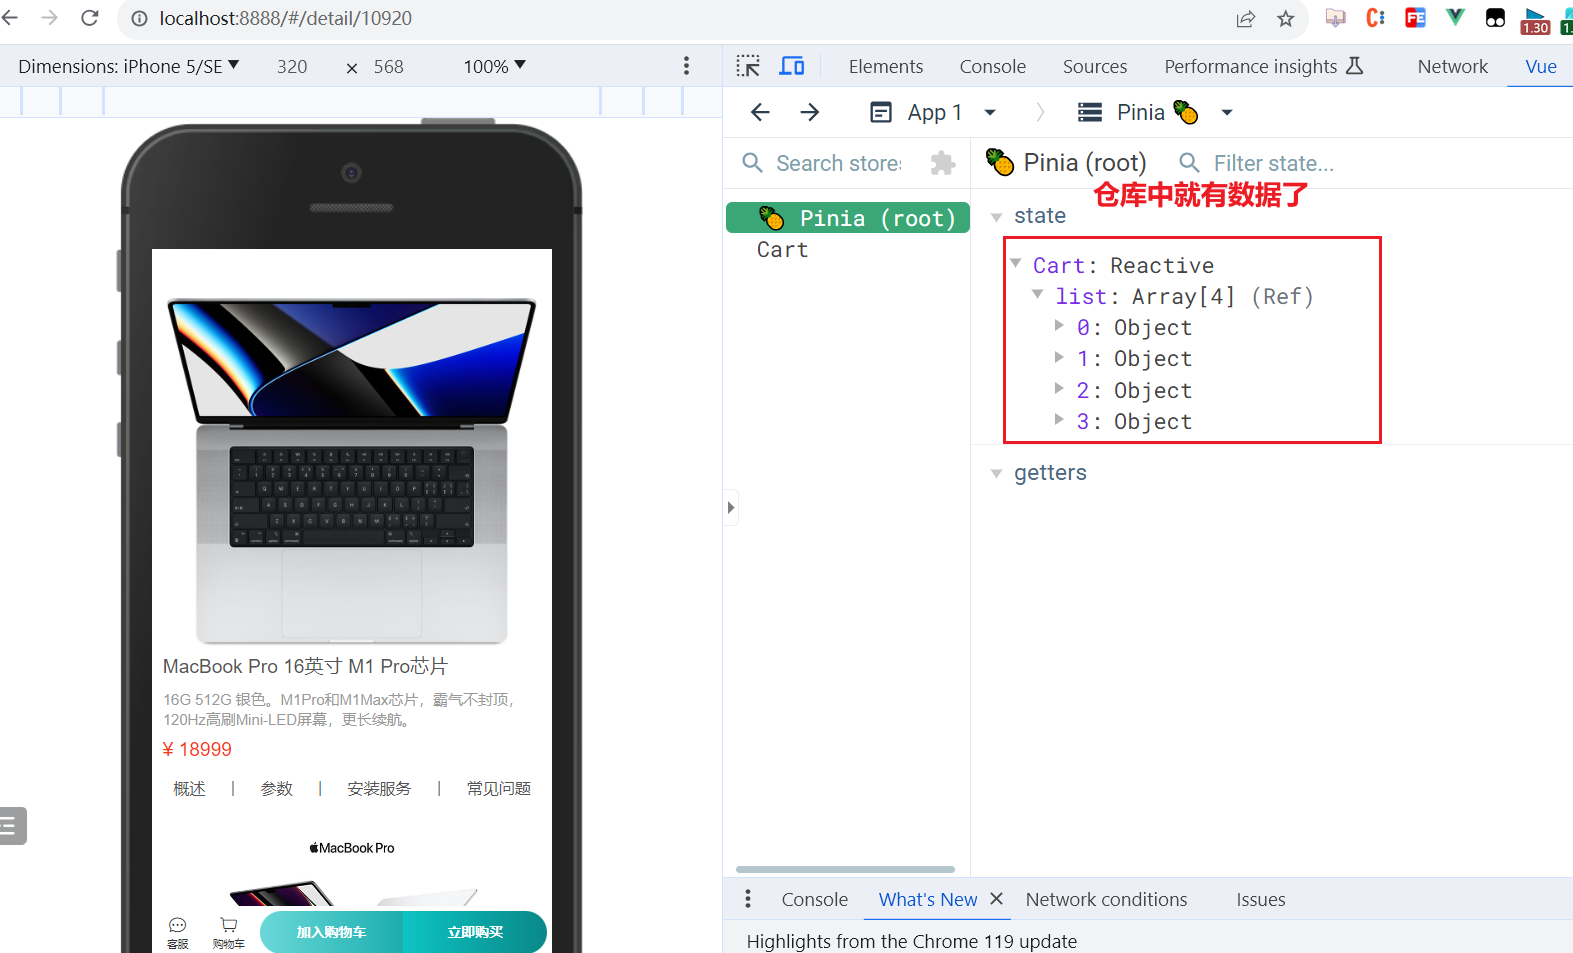 localhost:8888/#/detail/10920
1.30
Dimensions: iPhone 5/SE 320 × 568 100%
Elements Console Sources Performance insights Network Vue
App 1 Pinia
Search store
Pinia (root) Filter state...
仓库中就有数据了
Pinia (root)
Cart
state
Cart: Reactive
list: Array[4] (Ref)
0: Object
1: Object
2: Object
3: Object
getters
MacBook Pro 16英寸 M1 Pro芯片
16G 512G 银色。M1Pro和M1Max芯片，霸气不封顶，
120Hz高刷Mini-LED屏幕，更长续航。
¥ 18999
概述 | 参数 | 安装服务 | 常见问题
MacBook Pro
客服 购物车 加入购物车 立即购买
Console What's New Network conditions Issues
Highlights from the Chrome 119 update